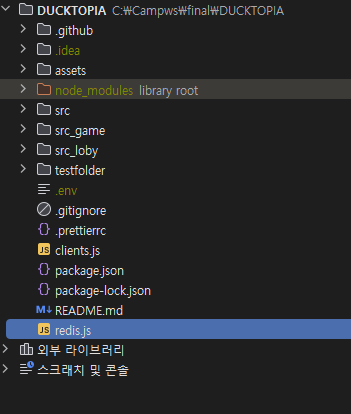 DUCKTOPIA C:₩Campws₩final₩DUCKTOPIA
.github
.idea
assets
node_modules library root
src
src_game
src_loby
testfolder
.env
.gitignore
{} .prettierrc
JS clients.js
{} package.json
{} package-lock.json
M↓ README.md
JS redis.js
외부 라이브러리
스크래치 및 콘솔